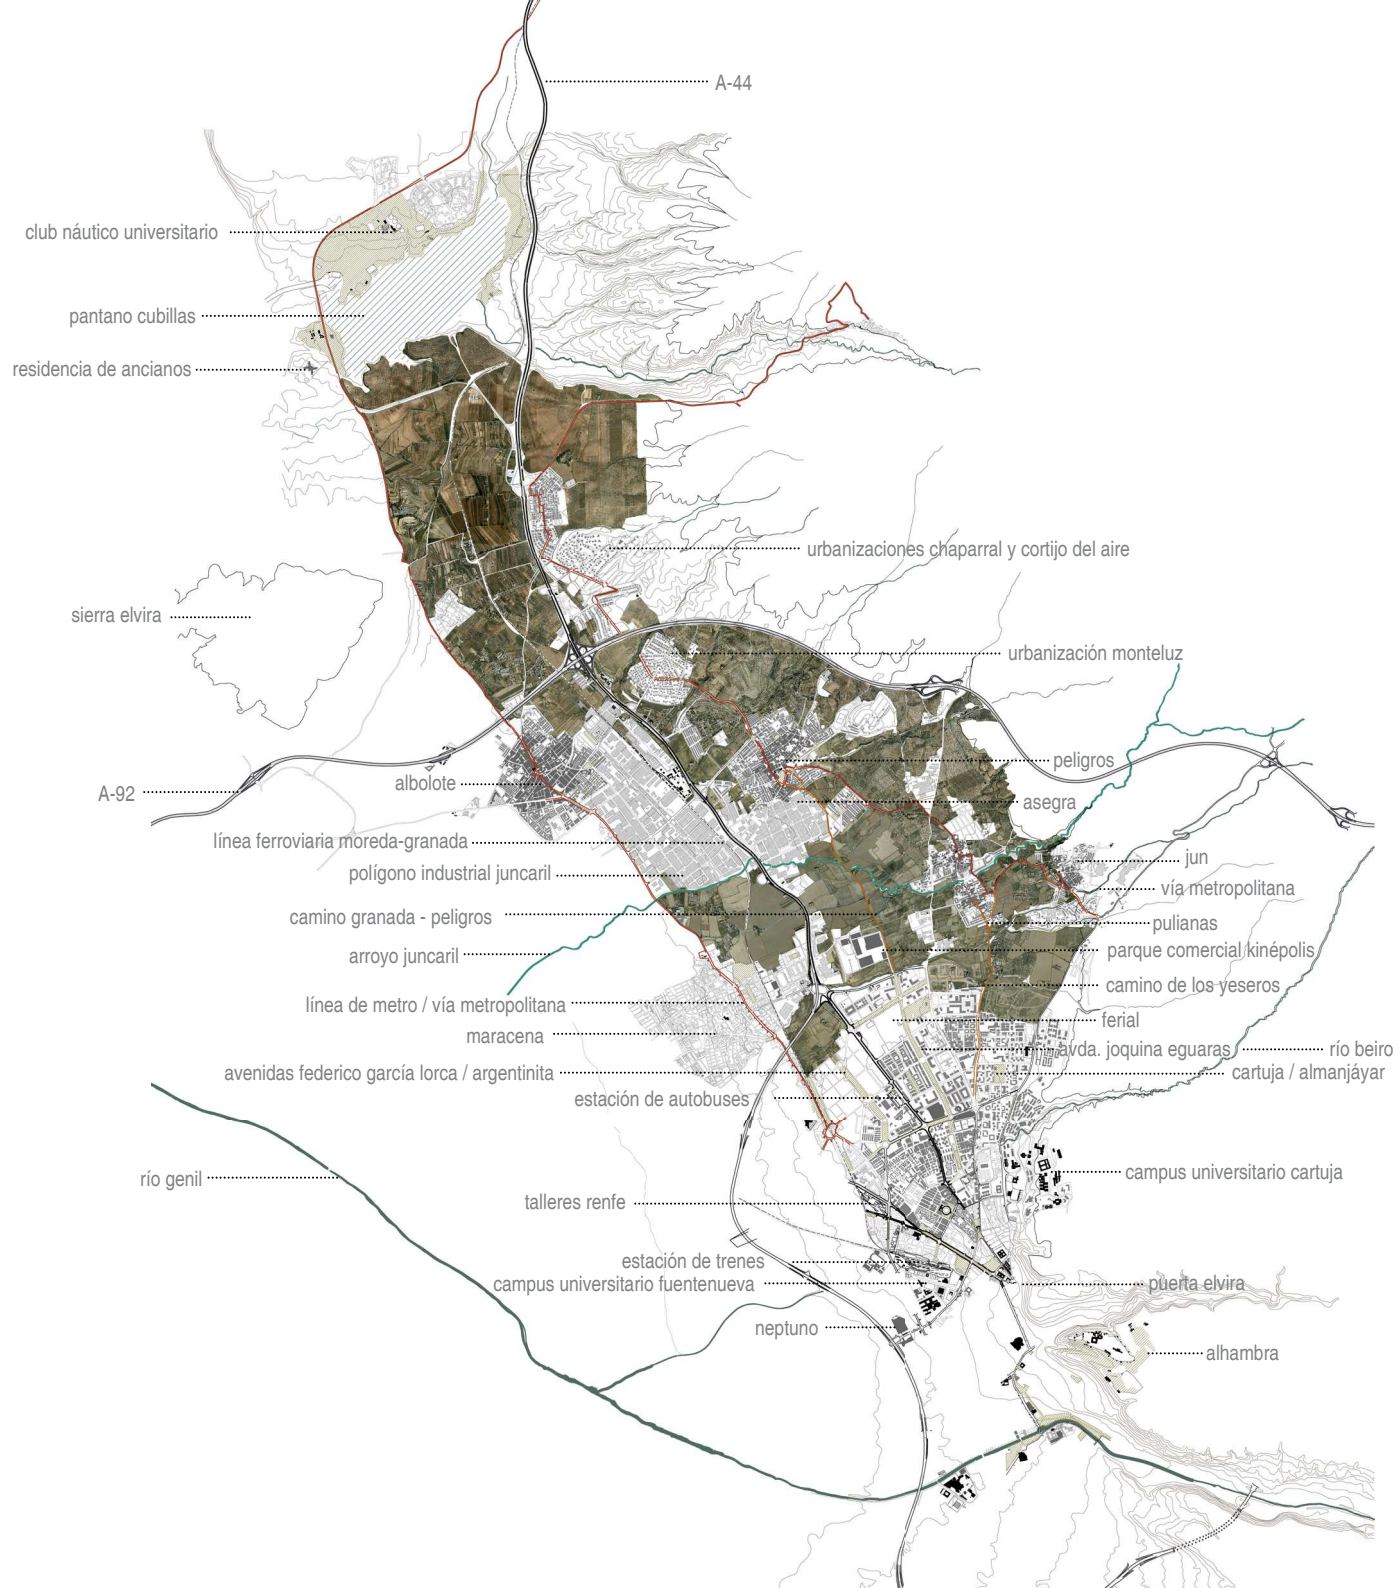 A-44
club náutico universitario
pantano cubillas
residencia de ancianos
urbanizaciones chaparral y cortijo del aire
sierra elvira
urbanización monteluz
peligros
albolote
A-92
asegra
línea ferroviaria moreda-granada
jun
polígono industrial juncaril
vía metropolitana
camino granada - peligros
pulianas
parque comercial kinépolis
arroyo juncaril
camino de los yeseros
línea de metro / vía metropolitana
ferial
maracena
avda. joquina eguaras
río beiro
avenidas federico garcía lorca / argentinita
cartuja / almanjáyar
estación de autobuses
campus universitario cartuja
río genil
talleres renfe
estación de trenes
campus universitario fuentenueva
puerta elvira
neptuno
alhambra